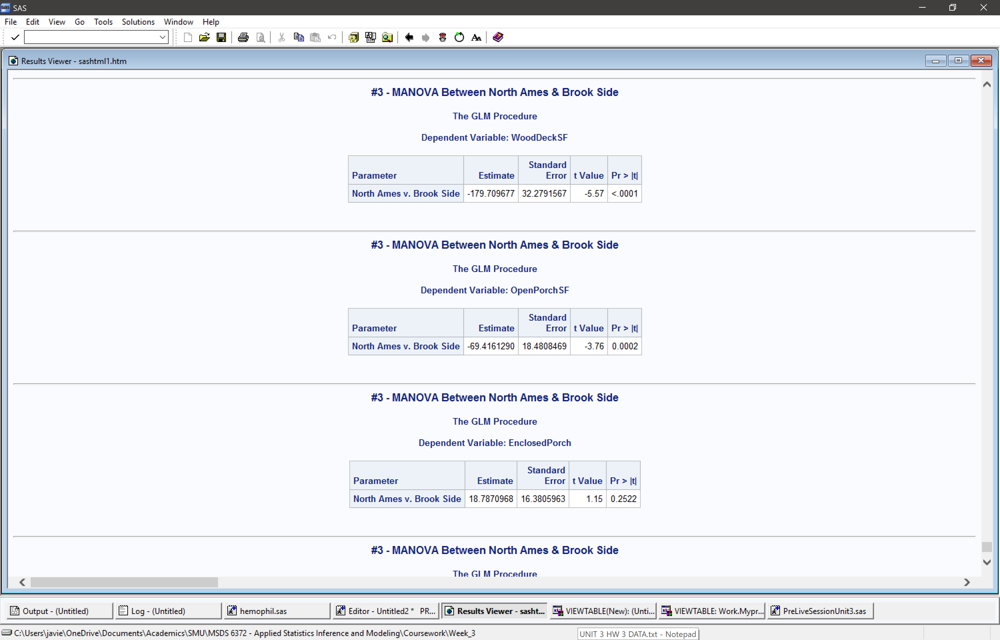 sas SAS
File Edit View Go Tools Solutions Window Help
Results Viewer - sashtml1.htm
#3 - MANOVA Between North Ames & Brook Side
The GLM Procedure
Dependent Variable: WoodDeckSF
Parameter Estimate Standard Error t Value Pr > |t|
North Ames v. Brook Side -179.709677 32.2791567 -5.57 <.0001
#3 - MANOVA Between North Ames & Brook Side
The GLM Procedure
Dependent Variable: OpenPorchSF
Parameter Estimate Standard Error t Value Pr > |t|
North Ames v. Brook Side -69.4161290 18.4808469 -3.76 0.0002
#3 - MANOVA Between North Ames & Brook Side
The GLM Procedure
Dependent Variable: EnclosedPorch
Parameter Estimate Standard Error t Value Pr > |t|
North Ames v. Brook Side 18.7870968 16.3805963 1.15 0.2522
#3 - MANOVA Between North Ames & Brook Side
The GLM Procedure
Output - (Untitled) Log - (Untitled) hemophil.sas Editor - Untitled2 * PR... Results Viewer - sasht... VIEWTABLE(New): (Unti... VIEWTABLE: Work.Mypr... PreLiveSessionUnit3.sas
C:\Users\javie\OneDrive\Documents\Academics\SMU\MSDS 6372 - Applied Statistics Inference and Modeling\Coursework\Week_3
UNIT 3 HW 3 DATA.txt - Notepad